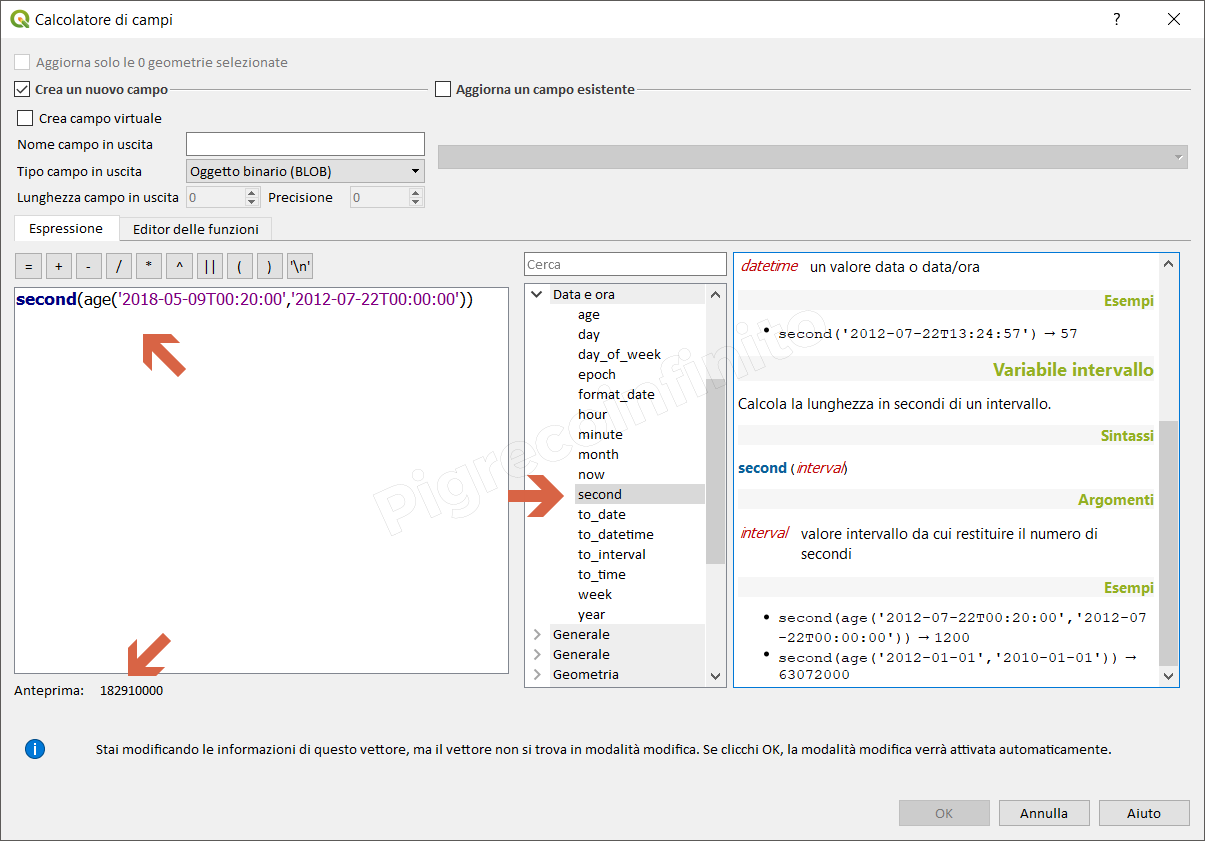 Calcolatore di campi
?
Aggiorna solo le 0 geometrie selezionate
Crea un nuovo campo
Aggiorna un campo esistente
Crea campo virtuale
Nome campo in uscita
Tipo campo in uscita
Oggetto binario (BLOB)
Lunghezza campo in uscita
0
Precisione
0
Espressione
Editor delle funzioni
= + - / * ^ || ( ) '\n'
second(age('2018-05-09T00:20:00','2012-07-22T00:00:00'))
Anteprima: 182910000
Cerca
Data e ora
age
day
day_of_week
epoch
format_date
hour
minute
month
now
second
to_date
to_datetime
to_interval
to_time
week
year
Generale
Generale
Geometria
datetime un valore data o data/ora
Esempi
• second('2012-07-22T13:24:57') → 57
Variabile intervallo
Calcola la lunghezza in secondi di un intervallo.
Sintassi
second (interval)
Argomenti
interval valore intervallo da cui restituire il numero di
secondi
Esempi
• second(age('2012-07-22T00:20:00','2012-07
-22T00:00:00')) → 1200
• second(age('2012-01-01','2010-01-01')) →
63072000
Pigrecoinfinito
Stai modificando le informazioni di questo vettore, ma il vettore non si trova in modalità modifica. Se clicchi OK, la modalità modifica verrà attivata automaticamente.
OK
Annulla
Aiuto